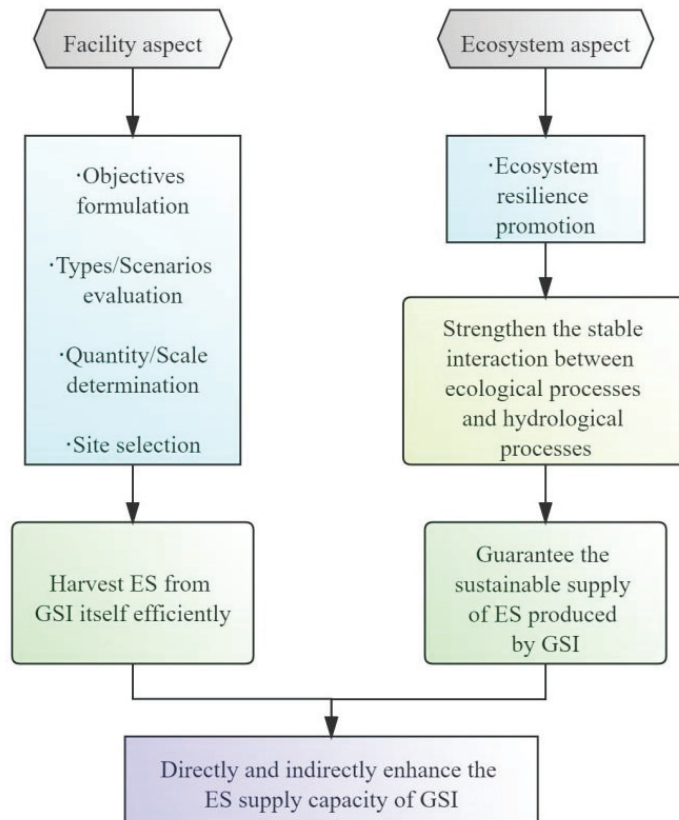 Facility aspect
·Objectives
formulation
·Types/Scenarios
evaluation
·Quantity/Scale
determination
·Site selection
Harvest ES from
GSI itself efficiently
Ecosystem aspect
·Ecosystem
resilience
promotion
Strengthen the stable
interaction between
ecological processes
and hydrological
processes
Guarantee the
sustainable supply
of ES produced
by GSI
Directly and indirectly enhance the
ES supply capacity of GSI